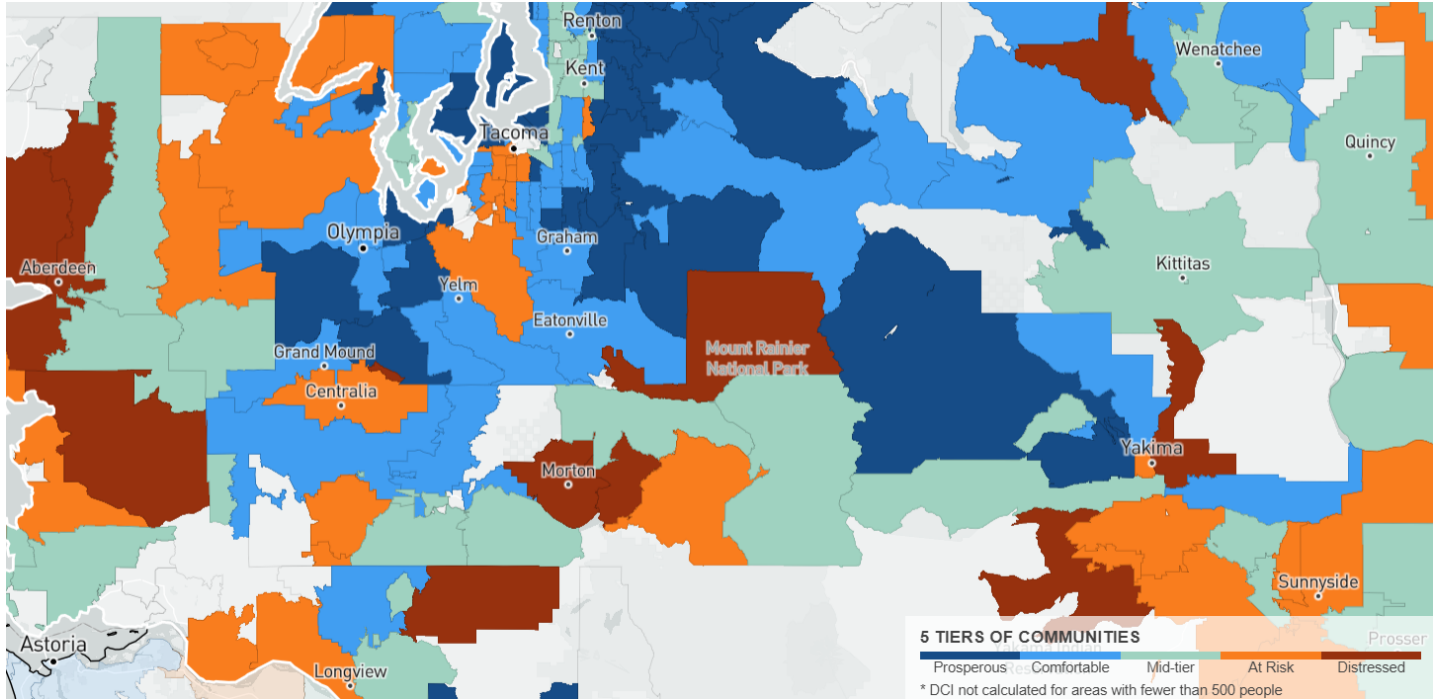 Renton
Wenatchee
Kent
Tacoma
Quincy
Olympia
Graham
Aberdeen
Kittitas
Yelm
Eatonville
Mount Rainier
National Park
Grand Mound
Centralia
Yakima
Morton
Sunnyside
Astoria
Longview
5 TIERS OF COMMUNITIES
Prosser
Yakama Indian
Prosperous Comfortable Mid-tier At Risk Distressed
* DCI not calculated for areas with fewer than 500 people